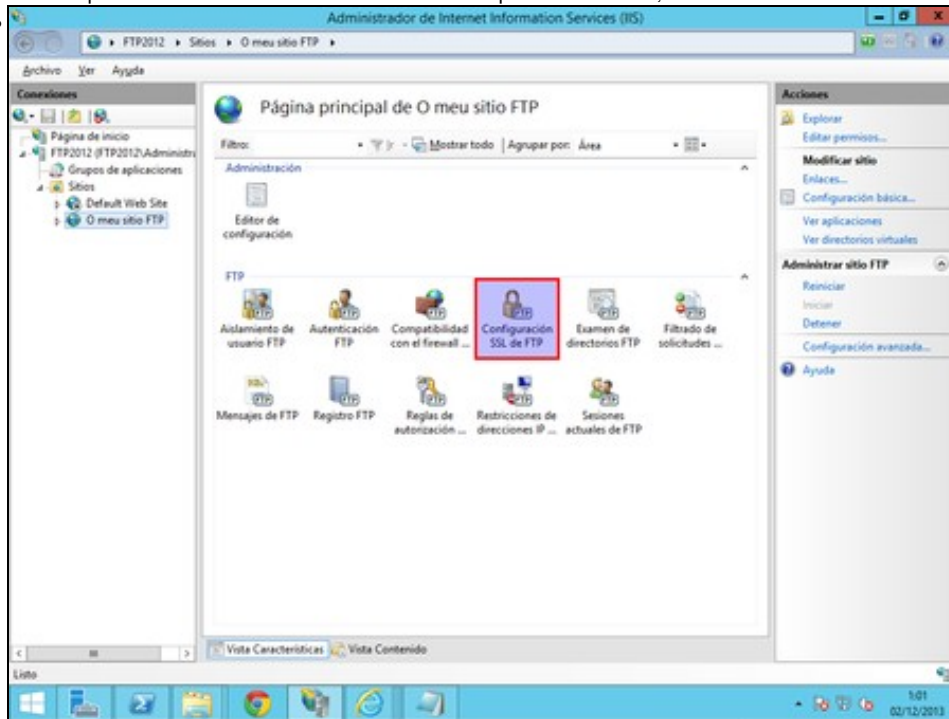 Administrador de Internet Information Services (IIS)
FTP2012 Sitios O meu sitio FTP
Archivo Ver Ayuda
Conexiones
Página de inicio
FTP2012 (FTP2012\Administr
Grupos de aplicaciones
Sitios
Default Web Site
O meu sitio FTP
Página principal de O meu sitio FTP
Filtro: Mostrar todo Agrupar por: Área
Administración
Editor de
configuración
FTP
Aislamiento de
usuario FTP
Autenticación
FTP
Compatibilidad
con el firewall ...
Configuración
SSL de FTP
Examen de
directorios FTP
Filtrado de
solicitudes ...
Mensajes de FTP
Registro FTP
Reglas de
autorización ...
Restricciones de
direcciones IP ...
Sesiones
actuales de FTP
Vista Características Vista Contenido
Acciones
Explorar
Editar permisos...
Modificar sitio
Enlaces...
Configuración básica...
Ver aplicaciones
Ver directorios virtuales
Administrar sitio FTP
Reiniciar
Iniciar
Detener
Configuración avanzada...
Ayuda
Listo
1:01
02/12/2013